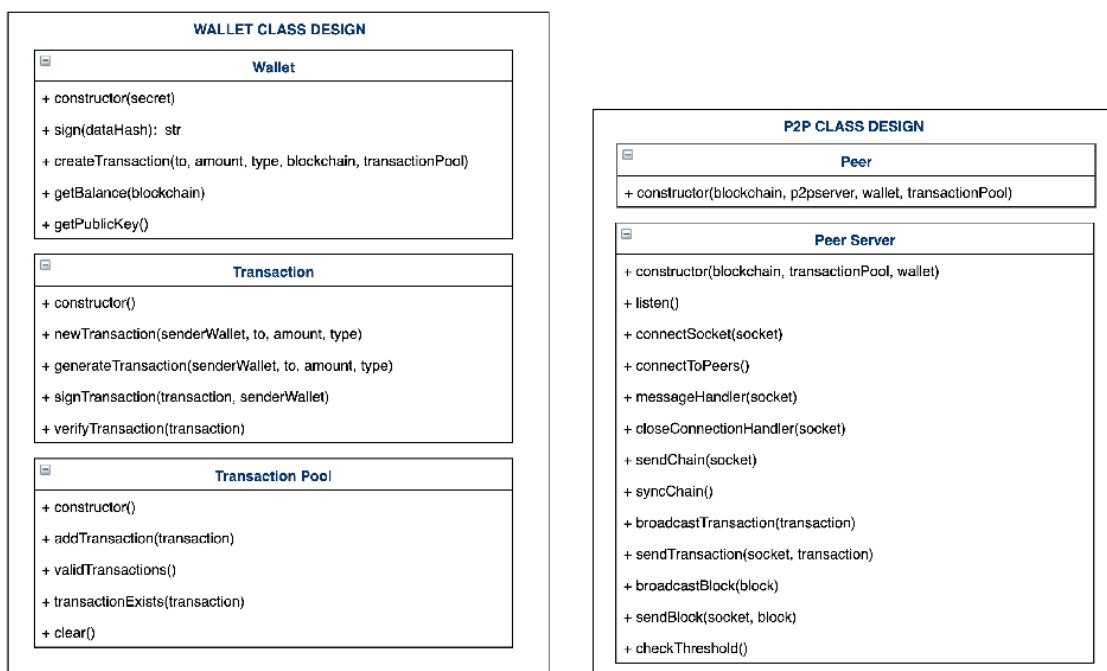 WALLET CLASS DESIGN
Wallet
+ constructor(secret)
+ sign(dataHash): str
+ createTransaction(to, amount, type, blockchain, transactionPool)
+ getBalance(blockchain)
+ getPublicKey()
Transaction
+ constructor()
+ newTransaction(senderWallet, to, amount, type)
+ generateTransaction(senderWallet, to, amount, type)
+ signTransaction(transaction, senderWallet)
+ verifyTransaction(transaction)
Transaction Pool
+ constructor()
+ addTransaction(transaction)
+ validTransactions()
+ transactionExists(transaction)
+ clear()
P2P CLASS DESIGN
Peer
+ constructor(blockchain, p2pserver, wallet, transactionPool)
Peer Server
+ constructor(blockchain, transactionPool, wallet)
+ listen()
+ connectSocket(socket)
+ connectToPeers()
+ messageHandler(socket)
+ closeConnectionHandler(socket)
+ sendChain(socket)
+ syncChain()
+ broadcastTransaction(transaction)
+ sendTransaction(socket, transaction)
+ broadcastBlock(block)
+ sendBlock(socket, block)
+ checkThreshold()